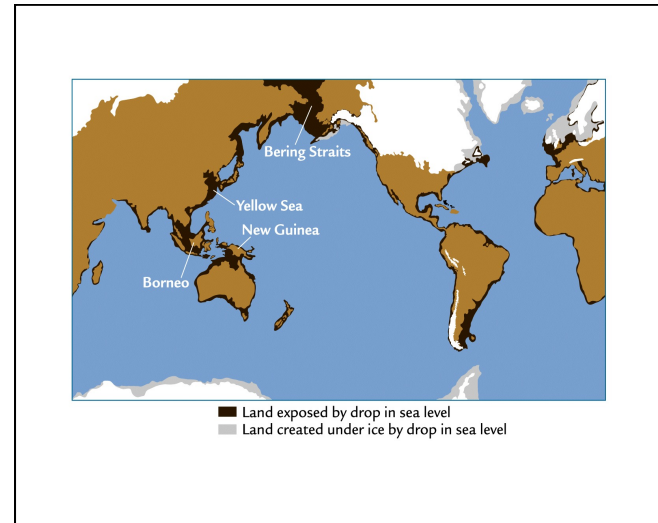 Bering Straits
Yellow Sea
New Guinea
Borneo
Land exposed by drop in sea level
Land created under ice by drop in sea level